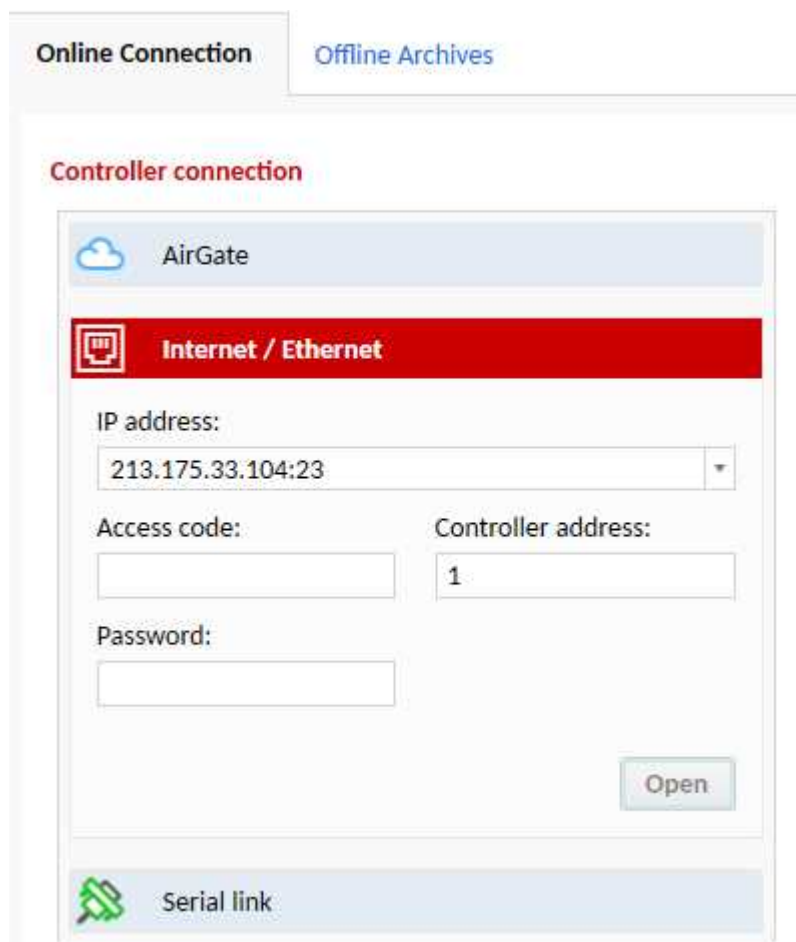 Online Connection
Offline Archives
Controller connection
AirGate
Internet / Ethernet
IP address:
213.175.33.104:23
Access code:
Controller address:
1
Password:
Open
Serial link